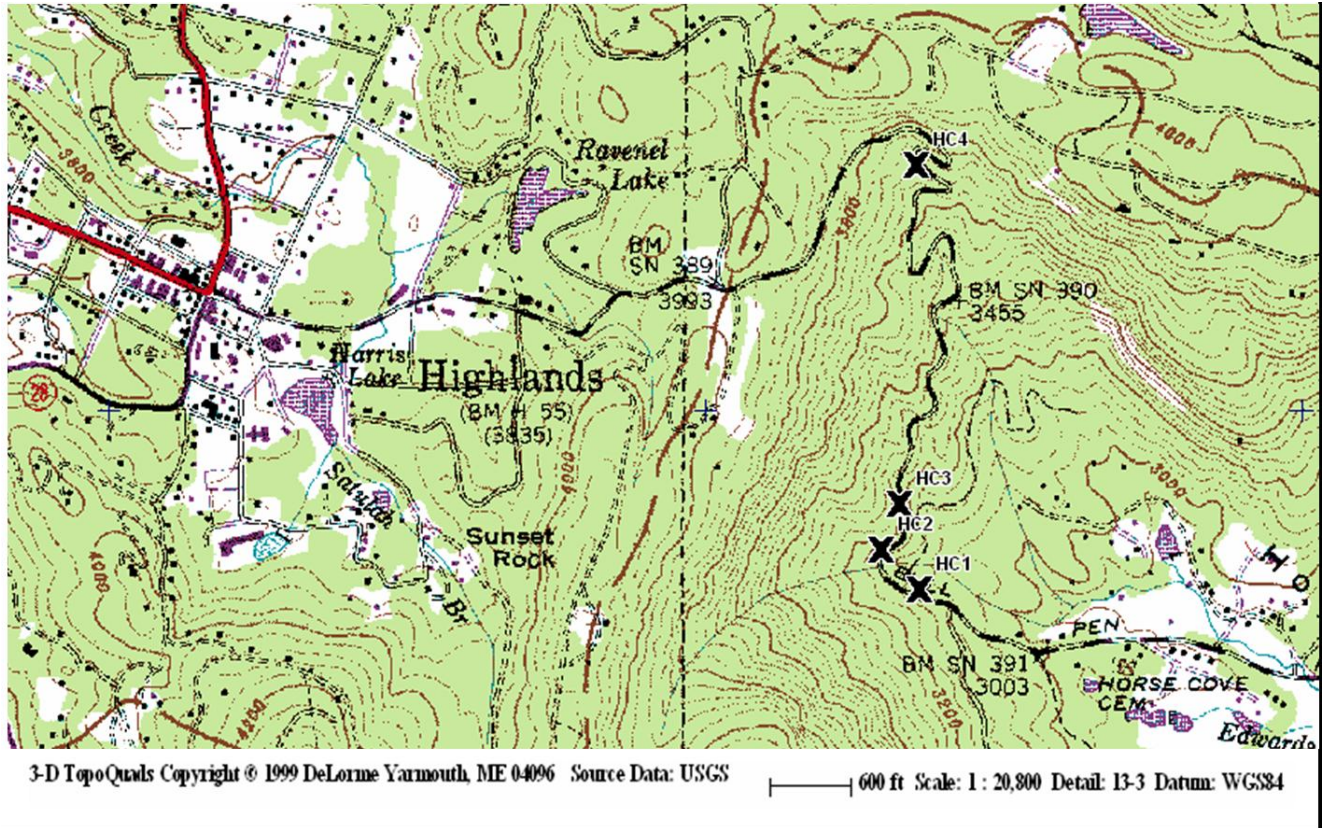 Creek
3800
Ravenel
Lake
HC4
4000
3800
BM
SN 389
3993
BM SN 390
3455
Harris
Lake
Highlands
(BM H 55)
(3835)
28
4000
Satulah
Br
Sunset
Rock
4000
HC3
HC2
HC1
3000
H
O
PEN
BM SN 391
3003
HORSE COVE
CEM
3200
Edwards
3-D TopoQuads Copyright © 1999 DeLorme Yarmouth, ME 04096 Source Data: USGS
600 ft Scale: 1 : 20,800 Detail: 13-3 Datum: WGS84